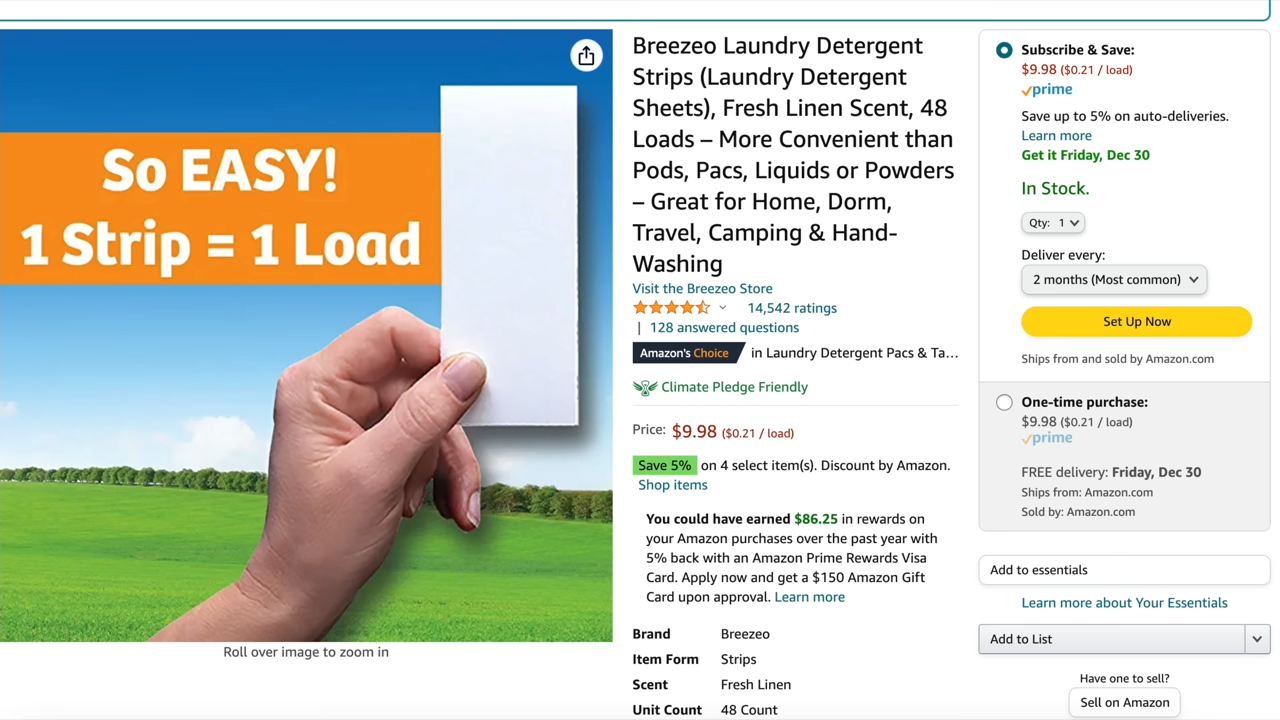 So EASY!
1 Strip = 1 Load
Roll over image to zoom in
Breezeo Laundry Detergent
Strips (Laundry Detergent
Sheets), Fresh Linen Scent, 48
Loads – More Convenient than
Pods, Pacs, Liquids or Powders
– Great for Home, Dorm,
Travel, Camping & Hand-
Washing
Visit the Breezeo Store
14,542 ratings
| 128 answered questions
Amazon's Choice in Laundry Detergent Pacs & Ta…
Climate Pledge Friendly
Price: $9.98 ($0.21 / load)
Save 5% on 4 select item(s). Discount by Amazon.
Shop items
You could have earned $86.25 in rewards on
your Amazon purchases over the past year with
5% back with an Amazon Prime Rewards Visa
Card. Apply now and get a $150 Amazon Gift
Card upon approval. Learn more
Brand Breezeo
Item Form Strips
Scent Fresh Linen
Unit Count 48 Count
Subscribe & Save:
$9.98 ($0.21 / load)
prime
Save up to 5% on auto-deliveries.
Learn more
Get it Friday, Dec 30
In Stock.
Qty: 1
Deliver every:
2 months (Most common)
Set Up Now
Ships from and sold by Amazon.com
One-time purchase:
$9.98 ($0.21 / load)
prime
FREE delivery: Friday, Dec 30
Ships from: Amazon.com
Sold by: Amazon.com
Add to essentials
Learn more about Your Essentials
Add to List
Have one to sell?
Sell on Amazon